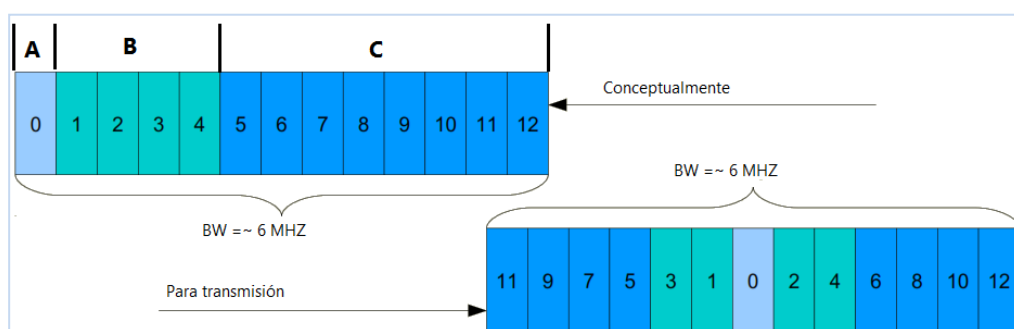 A B C
0 1 2 3 4 5 6 7 8 9 10 11 12
Conceptualmente
BW =~ 6 MHZ
BW =~ 6 MHZ
Para transmisión
11 9 7 5 3 1 0 2 4 6 8 10 12